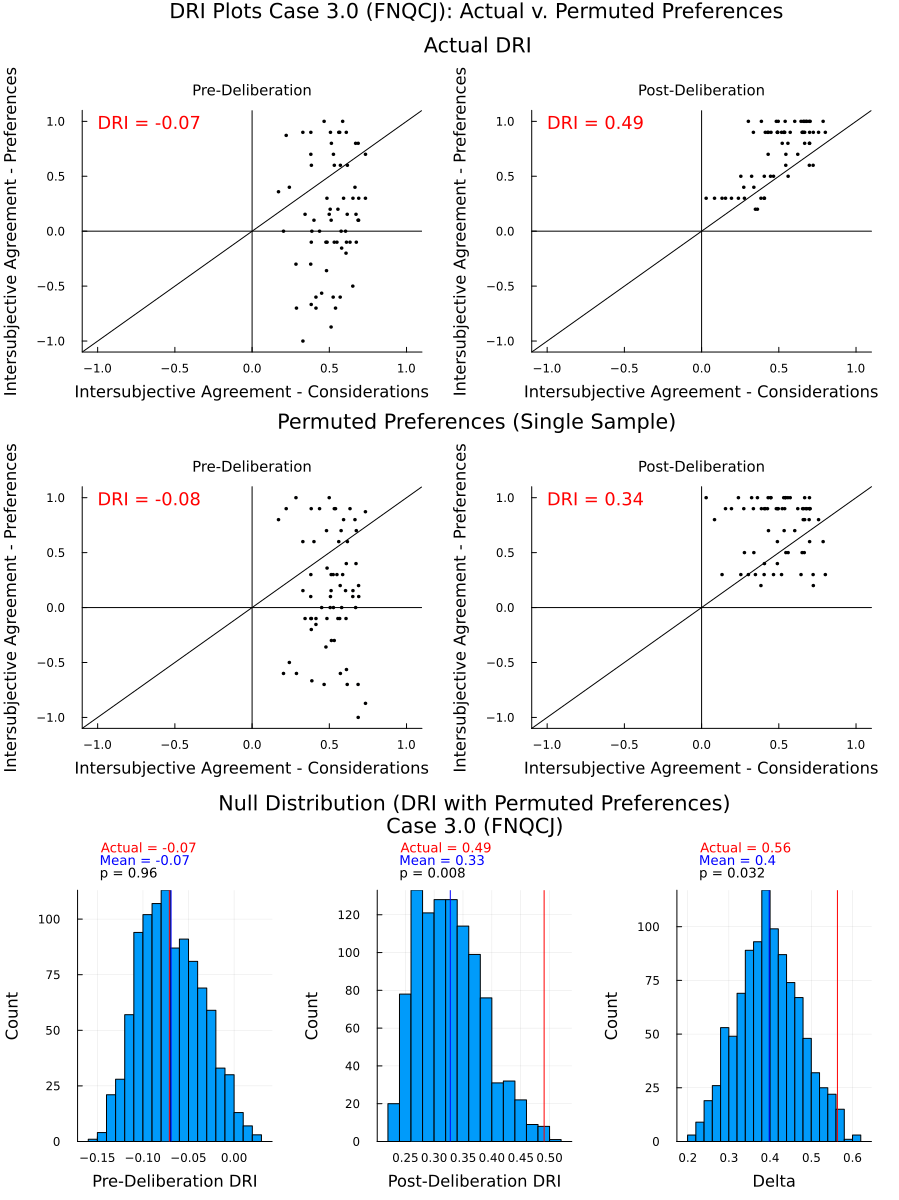 DRI Plots Case 3.0 (FNQCJ): Actual v. Permuted Preferences
Actual DRI
Pre-Deliberation
DRI = -0.07
Intersubjective Agreement - Preferences
1.0
0.5
0.0
−0.5
−1.0
−1.0 −0.5 0.0 0.5 1.0
Intersubjective Agreement - Considerations
Post-Deliberation
DRI = 0.49
Intersubjective Agreement - Preferences
1.0
0.5
0.0
−0.5
−1.0
−1.0 −0.5 0.0 0.5 1.0
Intersubjective Agreement - Considerations
Permuted Preferences (Single Sample)
Pre-Deliberation
DRI = -0.08
Intersubjective Agreement - Preferences
1.0
0.5
0.0
−0.5
−1.0
−1.0 −0.5 0.0 0.5 1.0
Intersubjective Agreement - Considerations
Post-Deliberation
DRI = 0.34
Intersubjective Agreement - Preferences
1.0
0.5
0.0
−0.5
−1.0
−1.0 −0.5 0.0 0.5 1.0
Intersubjective Agreement - Considerations
Null Distribution (DRI with Permuted Preferences)
Case 3.0 (FNQCJ)
Actual = -0.07
Mean = -0.07
p = 0.96
Count
100
75
50
25
0
−0.15 −0.10 −0.05 0.00
Pre-Deliberation DRI
Actual = 0.49
Mean = 0.33
p = 0.008
Count
120
100
80
60
40
20
0
0.25 0.30 0.35 0.40 0.45 0.50
Post-Deliberation DRI
Actual = 0.56
Mean = 0.4
p = 0.032
Count
100
75
50
25
0
0.2 0.3 0.4 0.5 0.6
Delta